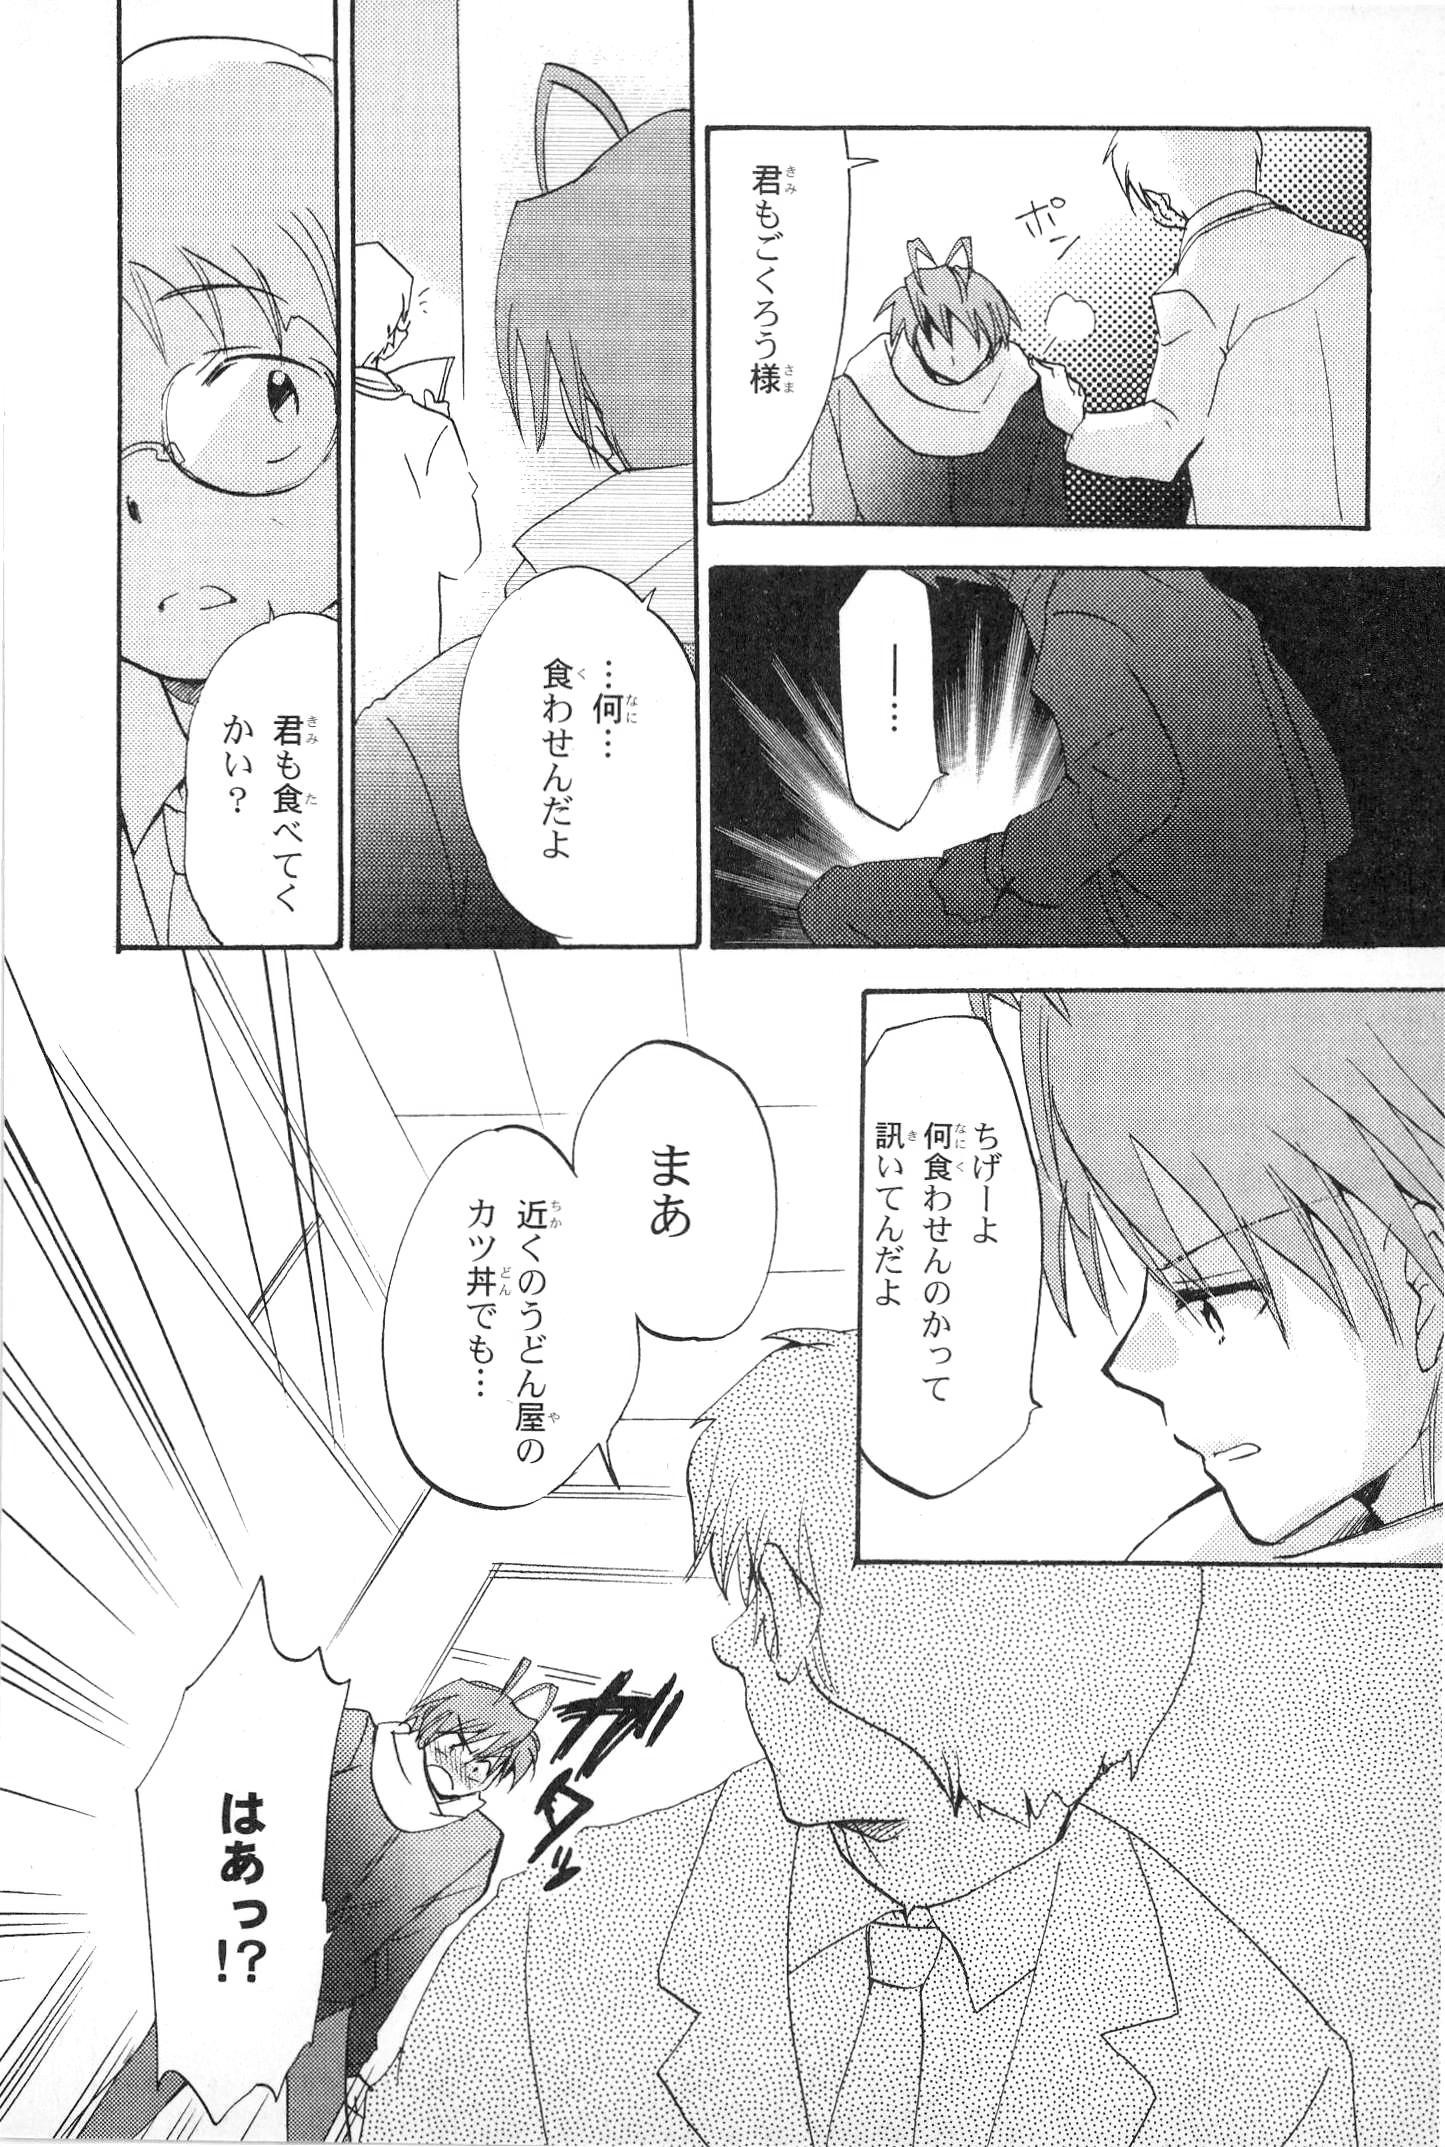 君もごくろう様
ポン
――…
…何…
食わせんだよ
君も食べてく
かい？
ちげーよ
何食わせんのかって
訊いてんだよ
まあ
近くのうどん屋の
カツ丼でも…
ガタッ
はあっ!?